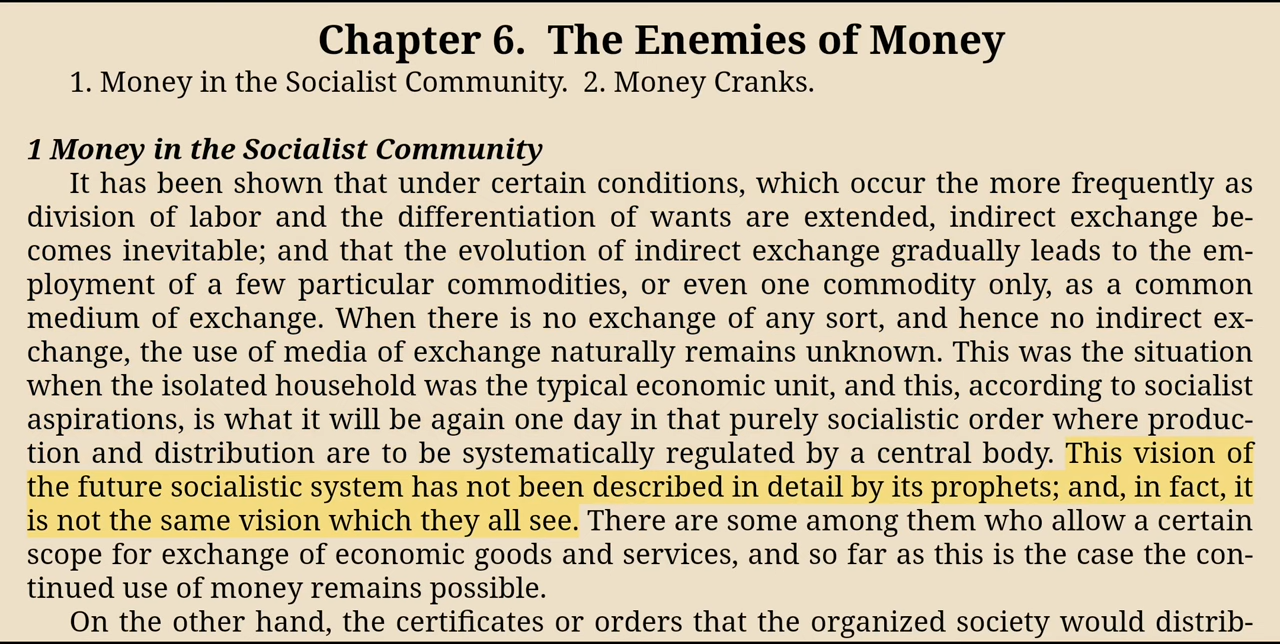 Chapter 6. The Enemies of Money
1. Money in the Socialist Community. 2. Money Cranks.
1 Money in the Socialist Community
It has been shown that under certain conditions, which occur the more frequently as
division of labor and the differentiation of wants are extended, indirect exchange be-
comes inevitable; and that the evolution of indirect exchange gradually leads to the em-
ployment of a few particular commodities, or even one commodity only, as a common
medium of exchange. When there is no exchange of any sort, and hence no indirect ex-
change, the use of media of exchange naturally remains unknown. This was the situation
when the isolated household was the typical economic unit, and this, according to socialist
aspirations, is what it will be again one day in that purely socialistic order where produc-
tion and distribution are to be systematically regulated by a central body. This vision of
the future socialistic system has not been described in detail by its prophets; and, in fact, it
is not the same vision which they all see. There are some among them who allow a certain
scope for exchange of economic goods and services, and so far as this is the case the con-
tinued use of money remains possible.
On the other hand, the certificates or orders that the organized society would distrib-